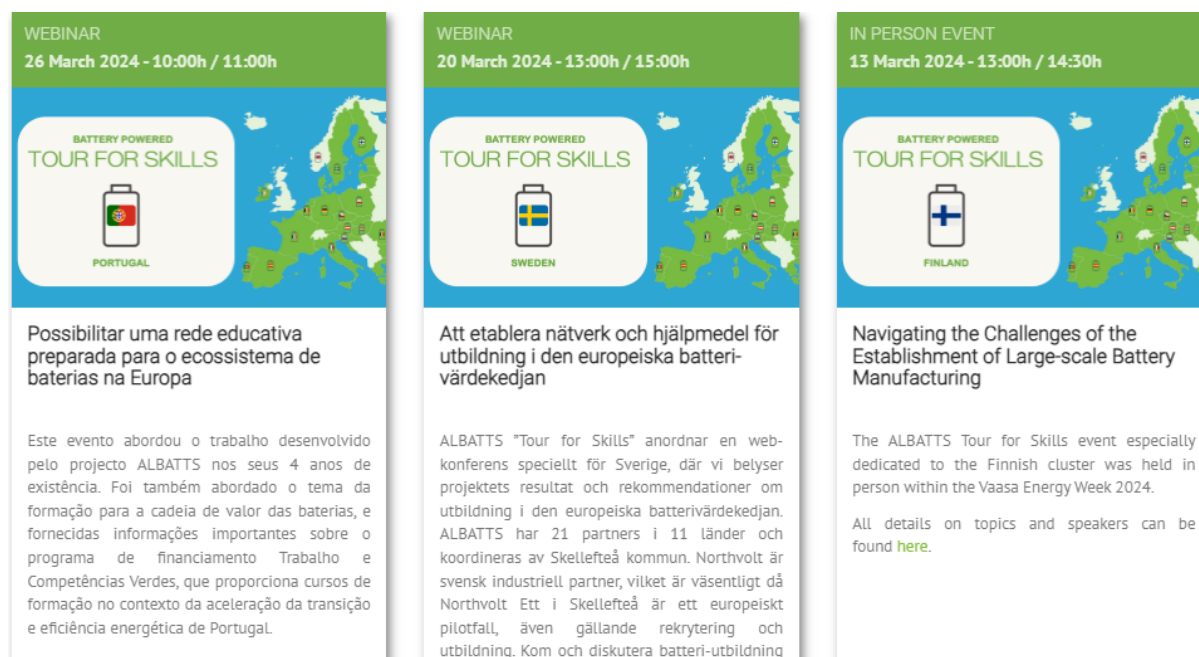 WEBINAR
26 March 2024 - 10:00h / 11:00h
BATTERY POWERED
TOUR FOR SKILLS
PORTUGAL
Possibilitar uma rede educativa
preparada para o ecossistema de
baterias na Europa
Este evento abordou o trabalho desenvolvido
pelo projecto ALBATTS nos seus 4 anos de
existência. Foi também abordado o tema da
formação para a cadeia de valor das baterias, e
fornecidas informações importantes sobre o
programa de financiamento Trabalho e
Competências Verdes, que proporciona cursos de
formação no contexto da aceleração da transição
e eficiência energética de Portugal.
WEBINAR
20 March 2024 - 13:00h / 15:00h
BATTERY POWERED
TOUR FOR SKILLS
SWEDEN
Att etablera nätverk och hjälpmedel för
utbildning i den europeiska batteri-
värdekedjan
ALBATTS "Tour for Skills" anordnar en web-
konferens speciellt för Sverige, där vi belyser
projektets resultat och rekommendationer om
utbildning i den europeiska batterivärdekedjan.
ALBATTS har 21 partners i 11 länder och
koordineras av Skellefteå kommun. Northvolt är
svensk industriell partner, vilket är väsentligt då
Northvolt Ett i Skellefteå är ett europeiskt
pilotfall, även gällande rekrytering och
utbildning. Kom och diskutera batteri-utbildning
IN PERSON EVENT
13 March 2024 - 13:00h / 14:30h
BATTERY POWERED
TOUR FOR SKILLS
FINLAND
Navigating the Challenges of the
Establishment of Large-scale Battery
Manufacturing
The ALBATTS Tour for Skills event especially
dedicated to the Finnish cluster was held in
person within the Vaasa Energy Week 2024.
All details on topics and speakers can be
found here.